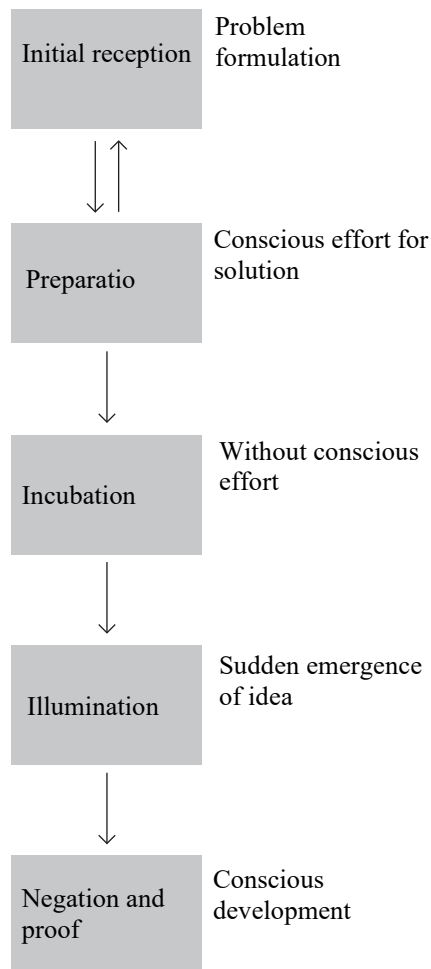 Initial reception
Problem
formulation
Preparatio
Conscious effort for
solution
Incubation
Without conscious
effort
Illumination
Sudden emergence
of idea
Negation and
proof
Conscious
development